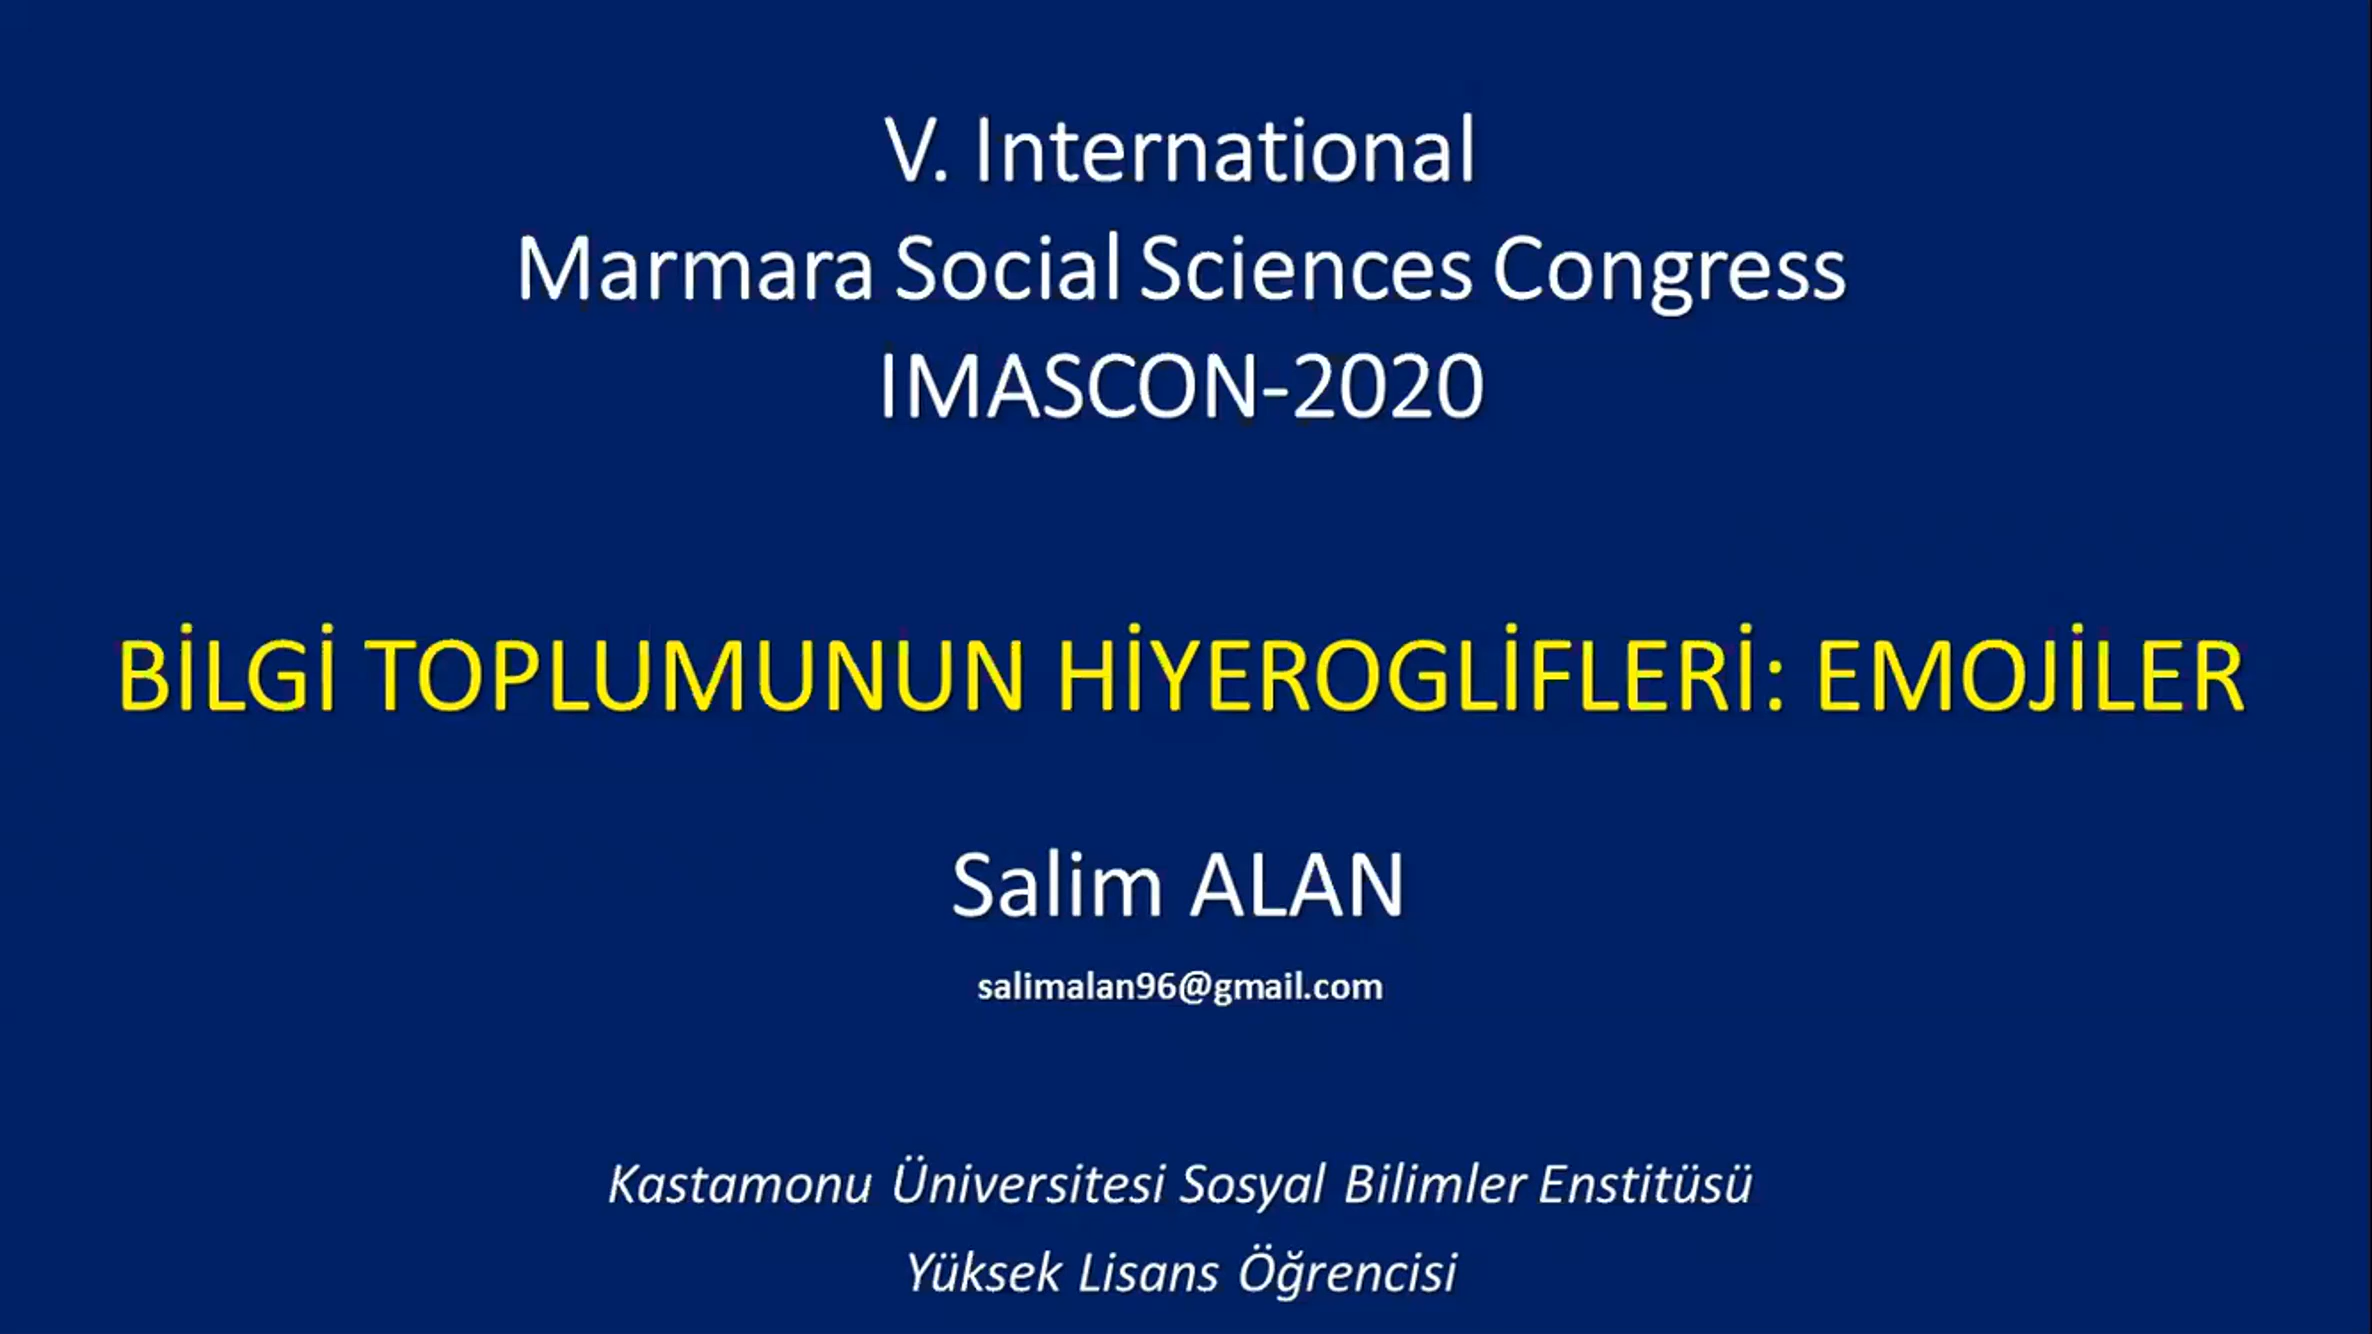 V. International
Marmara Social Sciences Congress
İMASCON-2020
BİLGİ TOPLUMUNUN HİYEROGLİFLERİ: EMOJİLER
Salim ALAN
salimalan96@gmail.com
Kastamonu Üniversitesi Sosyal Bilimler Enstitüsü
Yüksek Lisans Öğrencisi